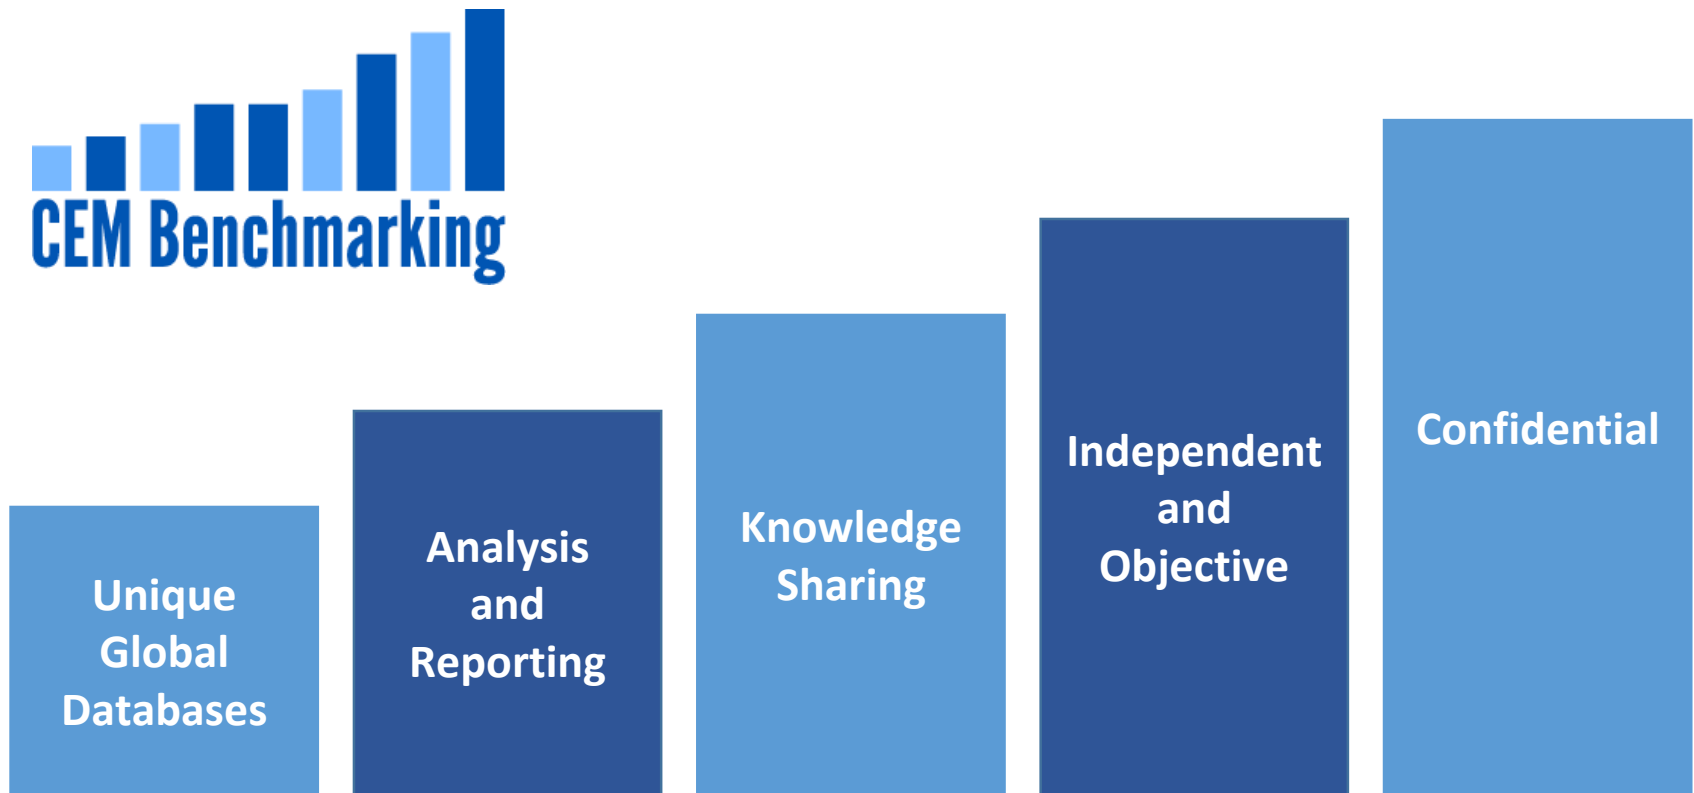 CEM Benchmarking
Unique
Global
Databases
Analysis
and
Reporting
Knowledge
Sharing
Independent
and
Objective
Confidential